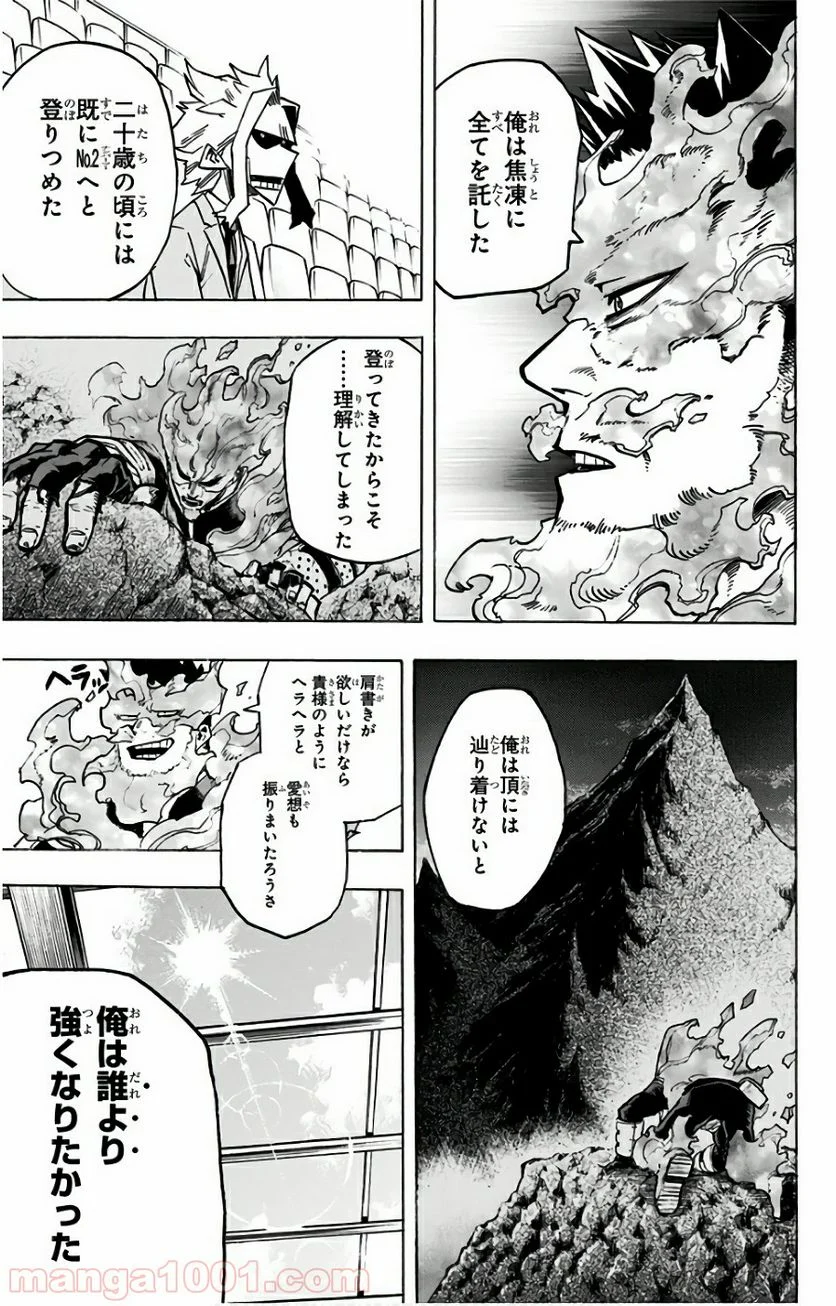 俺は焦凍に
全てを託した
二十歳の頃には
既にNo.2へと
登りつめた
登ってきたからこそ
……理解してしまった
俺は頂には
辿り着けないと
肩書きが
欲しいだけなら
貴様のように
ヘラヘラと
愛想も
振りまいたろうさ
ヘラッ
俺は誰より
強くなりたかった
manga1001.com